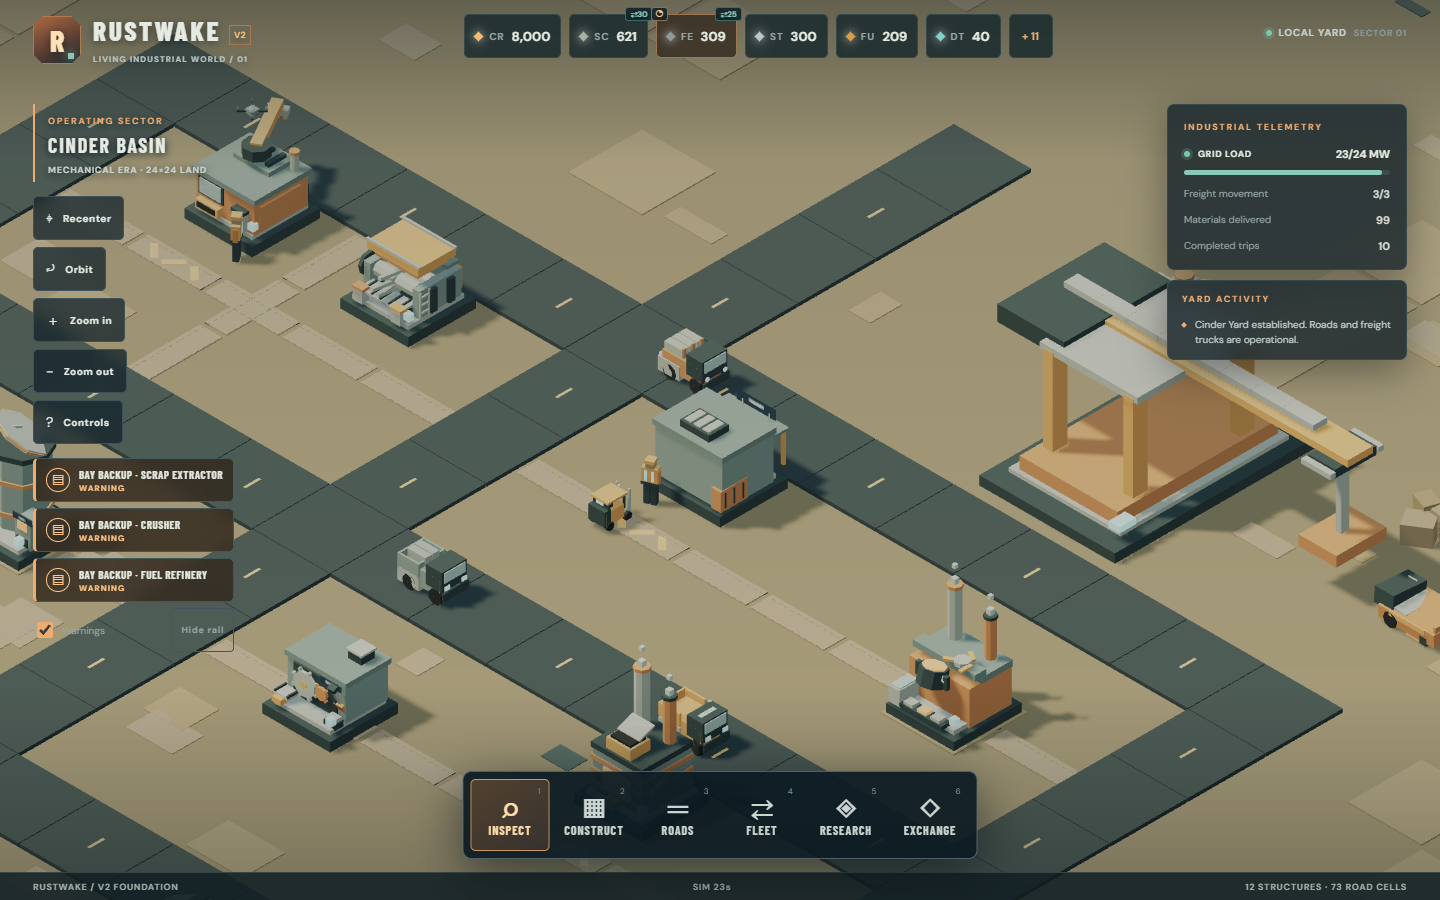 R
RUSTWAKE V2
LIVING INDUSTRIAL WORLD / 01
CR 8,000
SC 621
⇄30
FE 309
⇄25
ST 300
FU 209
DT 40
+ 11
LOCAL YARD SECTOR 01
OPERATING SECTOR
CINDER BASIN
MECHANICAL ERA · 24×24 LAND
Recenter
Orbit
+ Zoom in
− Zoom out
? Controls
BAY BACKUP · SCRAP EXTRACTOR
WARNING
BAY BACKUP · CRUSHER
WARNING
BAY BACKUP · FUEL REFINERY
WARNING
Warnings
Hide rail
INDUSTRIAL TELEMETRY
GRID LOAD 23/24 MW
Freight movement 3/3
Materials delivered 99
Completed trips 10
YARD ACTIVITY
Cinder Yard established. Roads and freight
trucks are operational.
1
INSPECT
2
CONSTRUCT
3
ROADS
4
FLEET
5
RESEARCH
6
EXCHANGE
RUSTWAKE / V2 FOUNDATION
SIM 23s
12 STRUCTURES · 73 ROAD CELLS